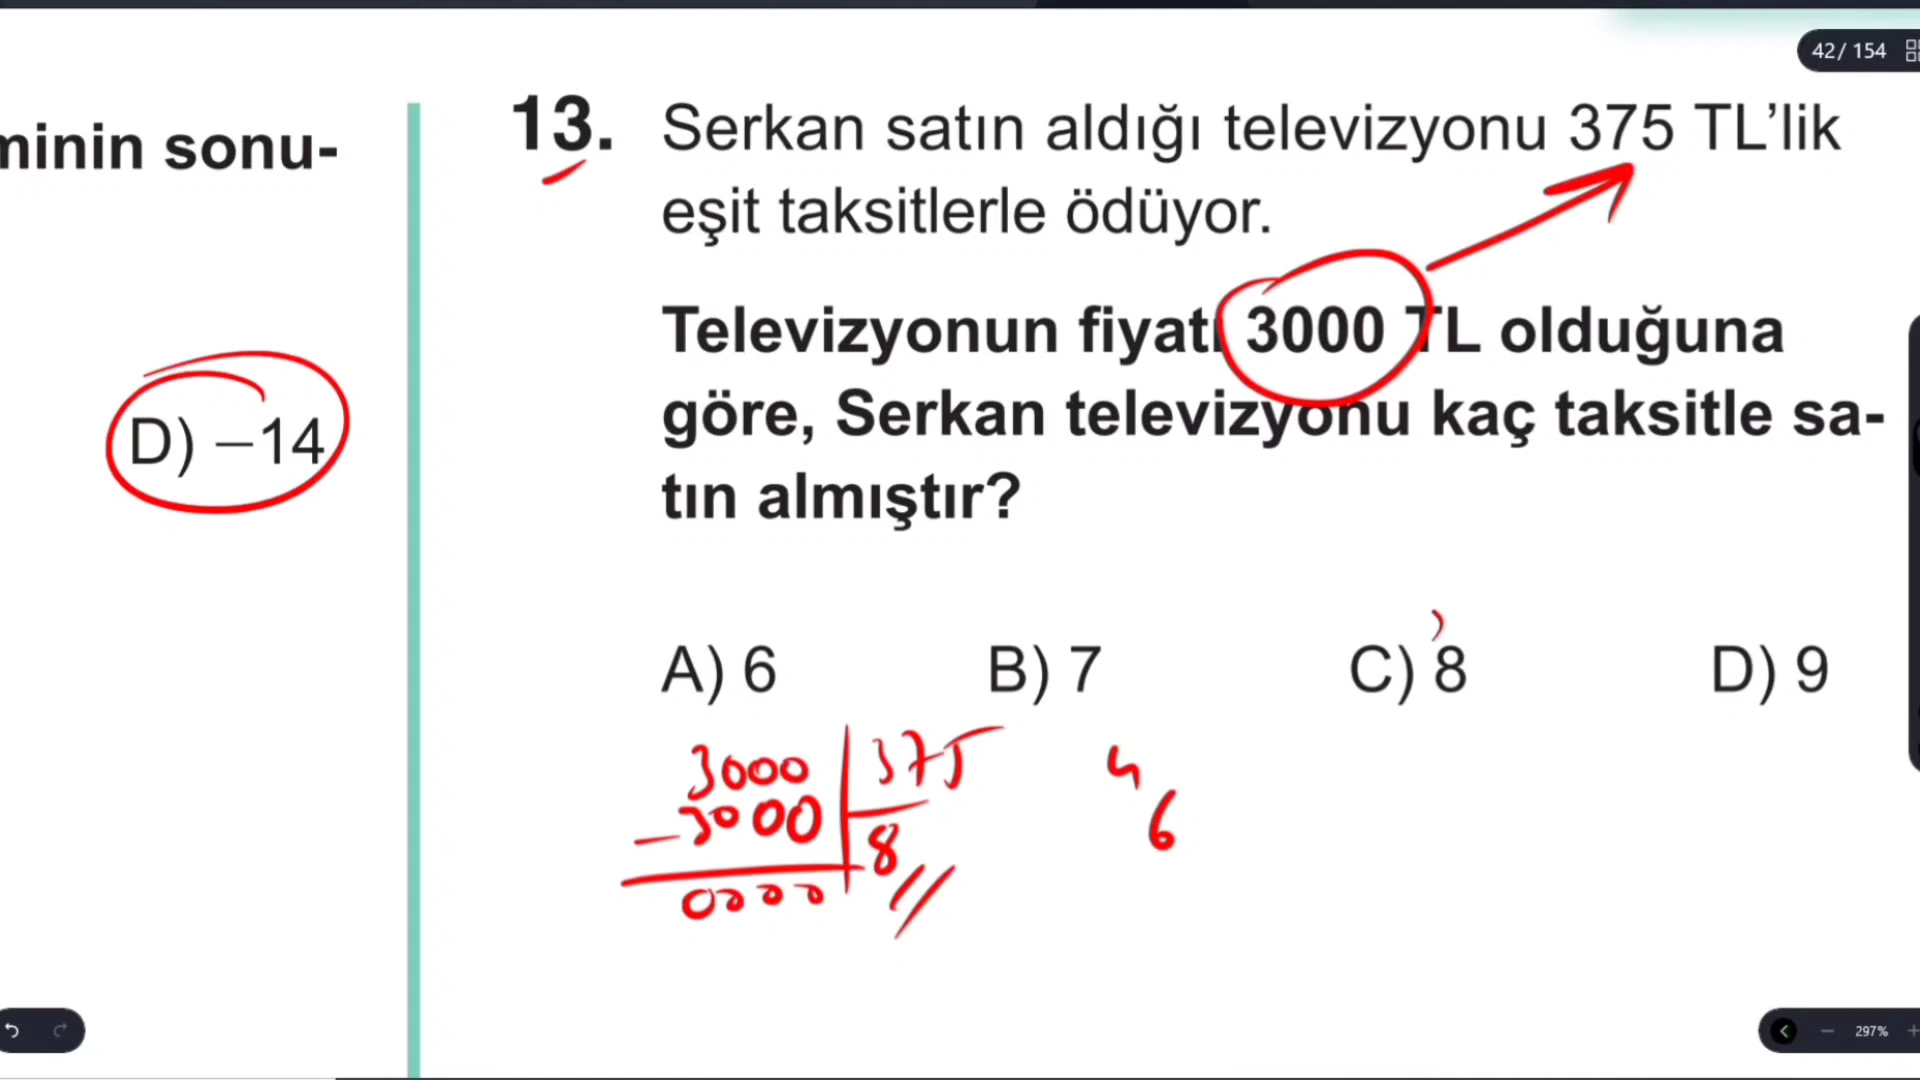 42/ 154
minin sonu-
D) –14
13. Serkan satın aldığı televizyonu 375 TL’lik
eşit taksitlerle ödüyor.
Televizyonun fiyatı 3000 TL olduğuna
göre, Serkan televizyonu kaç taksitle sa-
tın almıştır?
A) 6 B) 7 C) 8 D) 9
3000 375
– 3000 8
0000
4
6
297%